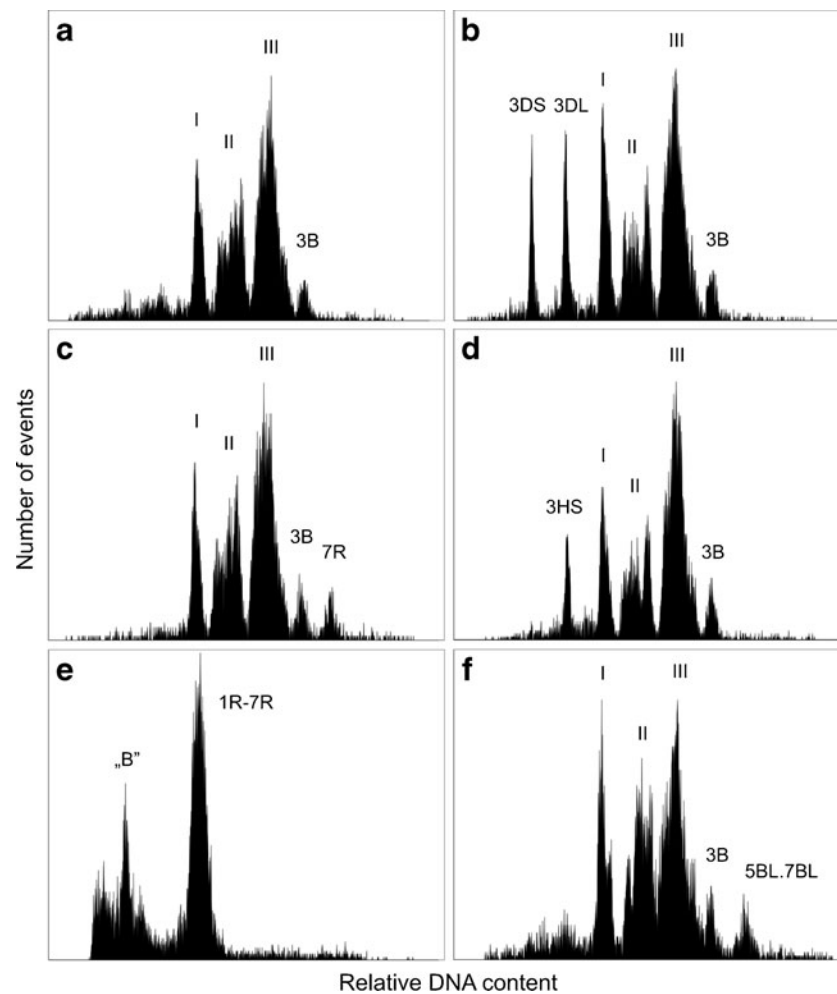 a
III
I
II
3B
b
III
I
3DS 3DL
II
3B
c
III
I
II
3B
7R
d
III
I
II
3HS
3B
e
1R-7R
„B”
f
I
III
II
3B
5BL.7BL
Number of events
Relative DNA content